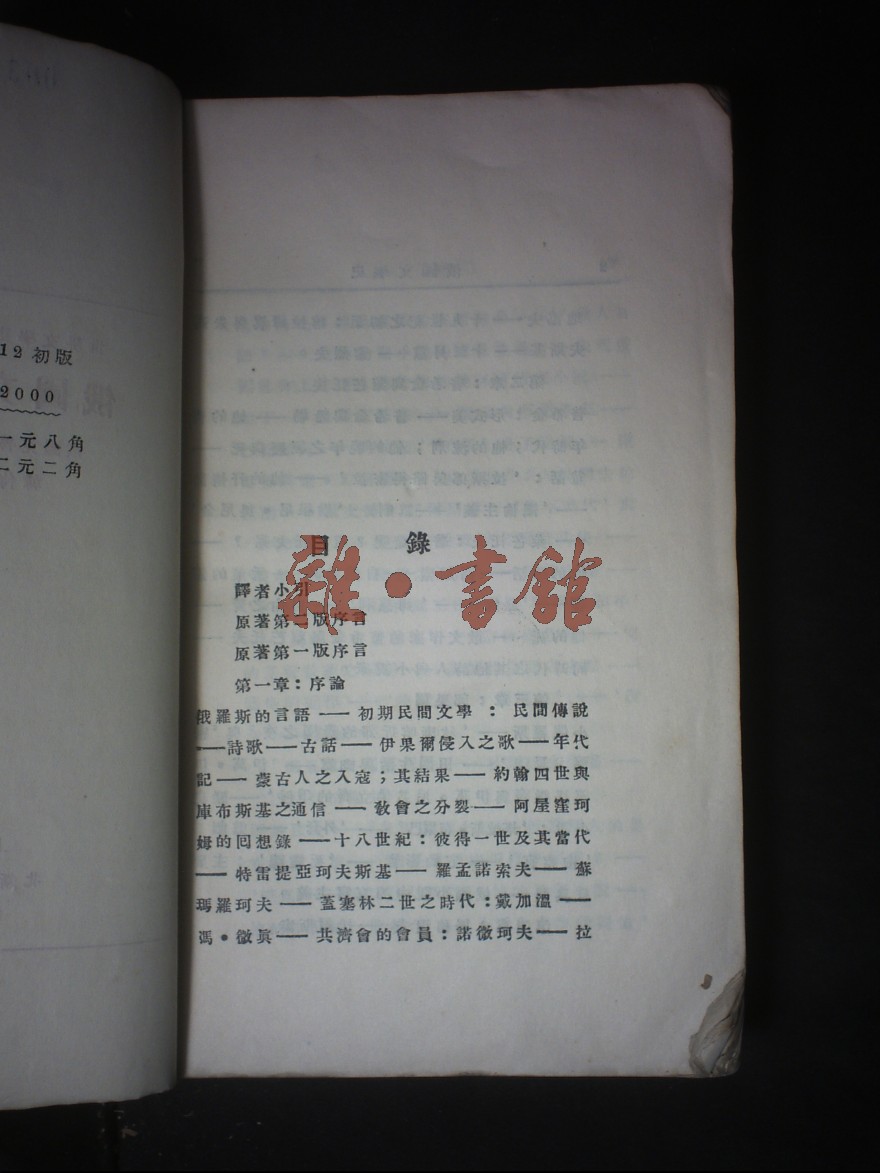 12初版
2000
一元八角
二元二角
目錄
譯者小引
原著第二版序言
原著第一版序言
第一章：序論
俄羅斯的言語——初期民間文學：民間傳說
——詩歌——古話——伊果爾侵入之歌——年代
記——蒙古人之入寇；其結果——約翰四世與
庫布斯基之通信——敎會之分裂——阿屋窪珂
姆的囘想錄——十八世紀：彼得一世及其當代
——特雷提亞珂夫斯基——羅孟諾索夫——蘇
瑪羅珂夫——蓋塞林二世之時代：戴加溫——
馮•微眞——共濟會的會員：諾微珂夫——拉
雜•書館